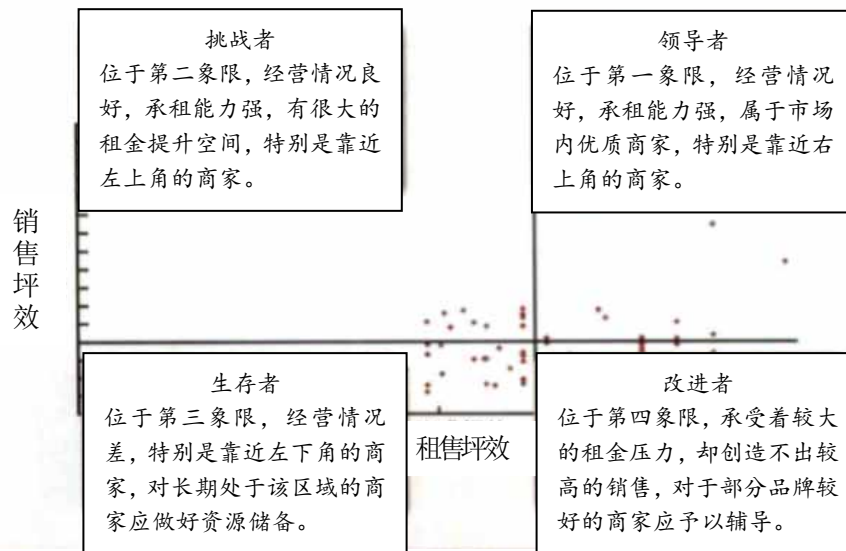 挑战者
位于第二象限，经营情况良
好，承租能力强，有很大的
租金提升空间，特别是靠近
左上角的商家。
领导者
位于第一象限，经营情况
好，承租能力强，属于市场
内优质商家，特别是靠近右
上角的商家。
销售坪效
生存者
位于第三象限，经营情况
差，特别是靠近左下角的商
家，对长期处于该区域的商
家应做好资源储备。
租售坪效
改进者
位于第四象限，承受着较大
的租金压力，却创造不出较
高的销售，对于部分品牌较
好的商家应予以辅导。